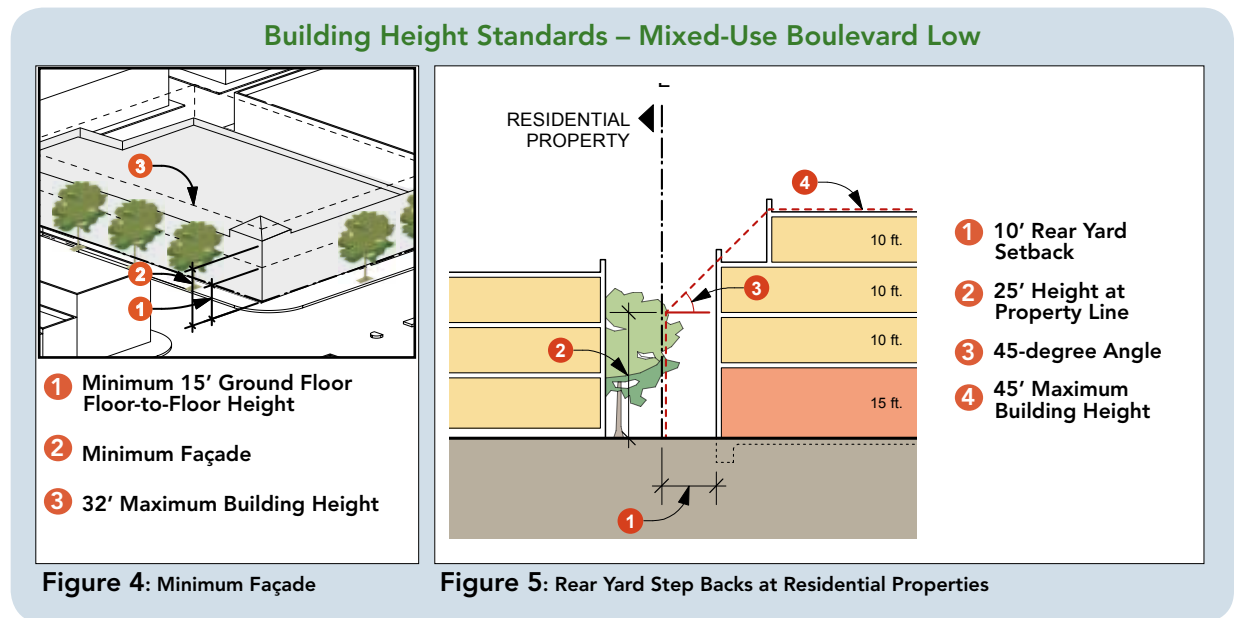 Building Height Standards – Mixed-Use Boulevard Low
3
2
1
1 Minimum 15’ Ground Floor
Floor-to-Floor Height
2 Minimum Façade
3 32’ Maximum Building Height
Figure 4: Minimum Façade
RESIDENTIAL
PROPERTY
4
10 ft.
3
10 ft.
2
10 ft.
15 ft.
1
1 10’ Rear Yard
Setback
2 25’ Height at
Property Line
3 45-degree Angle
4 45’ Maximum
Building Height
Figure 5: Rear Yard Step Backs at Residential Properties